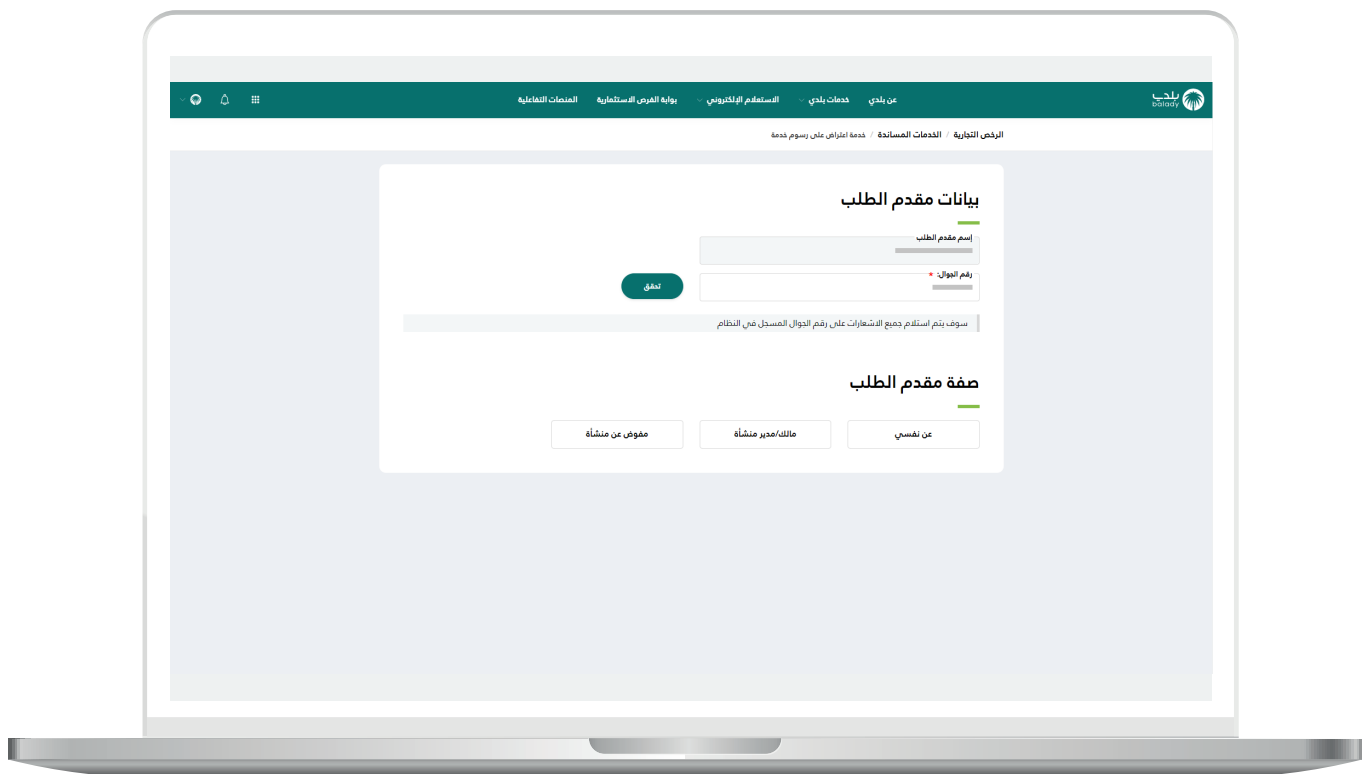 بلدي
balady
عن بلدي خدمات بلدي الاستعلام الإلكتروني بوابة الفرص الاستثمارية المنصات التفاعلية
الرخص التجارية / الخدمات المساندة / خدمة اعتراض على رسوم خدمة
بيانات مقدم الطلب
إسم مقدم الطلب
رقم الجوال: *
تحقق
سوف يتم استلام جميع الاشعارات على رقم الجوال المسجل في النظام
صفة مقدم الطلب
عن نفسي
مالك/مدير منشأة
مفوض عن منشأة